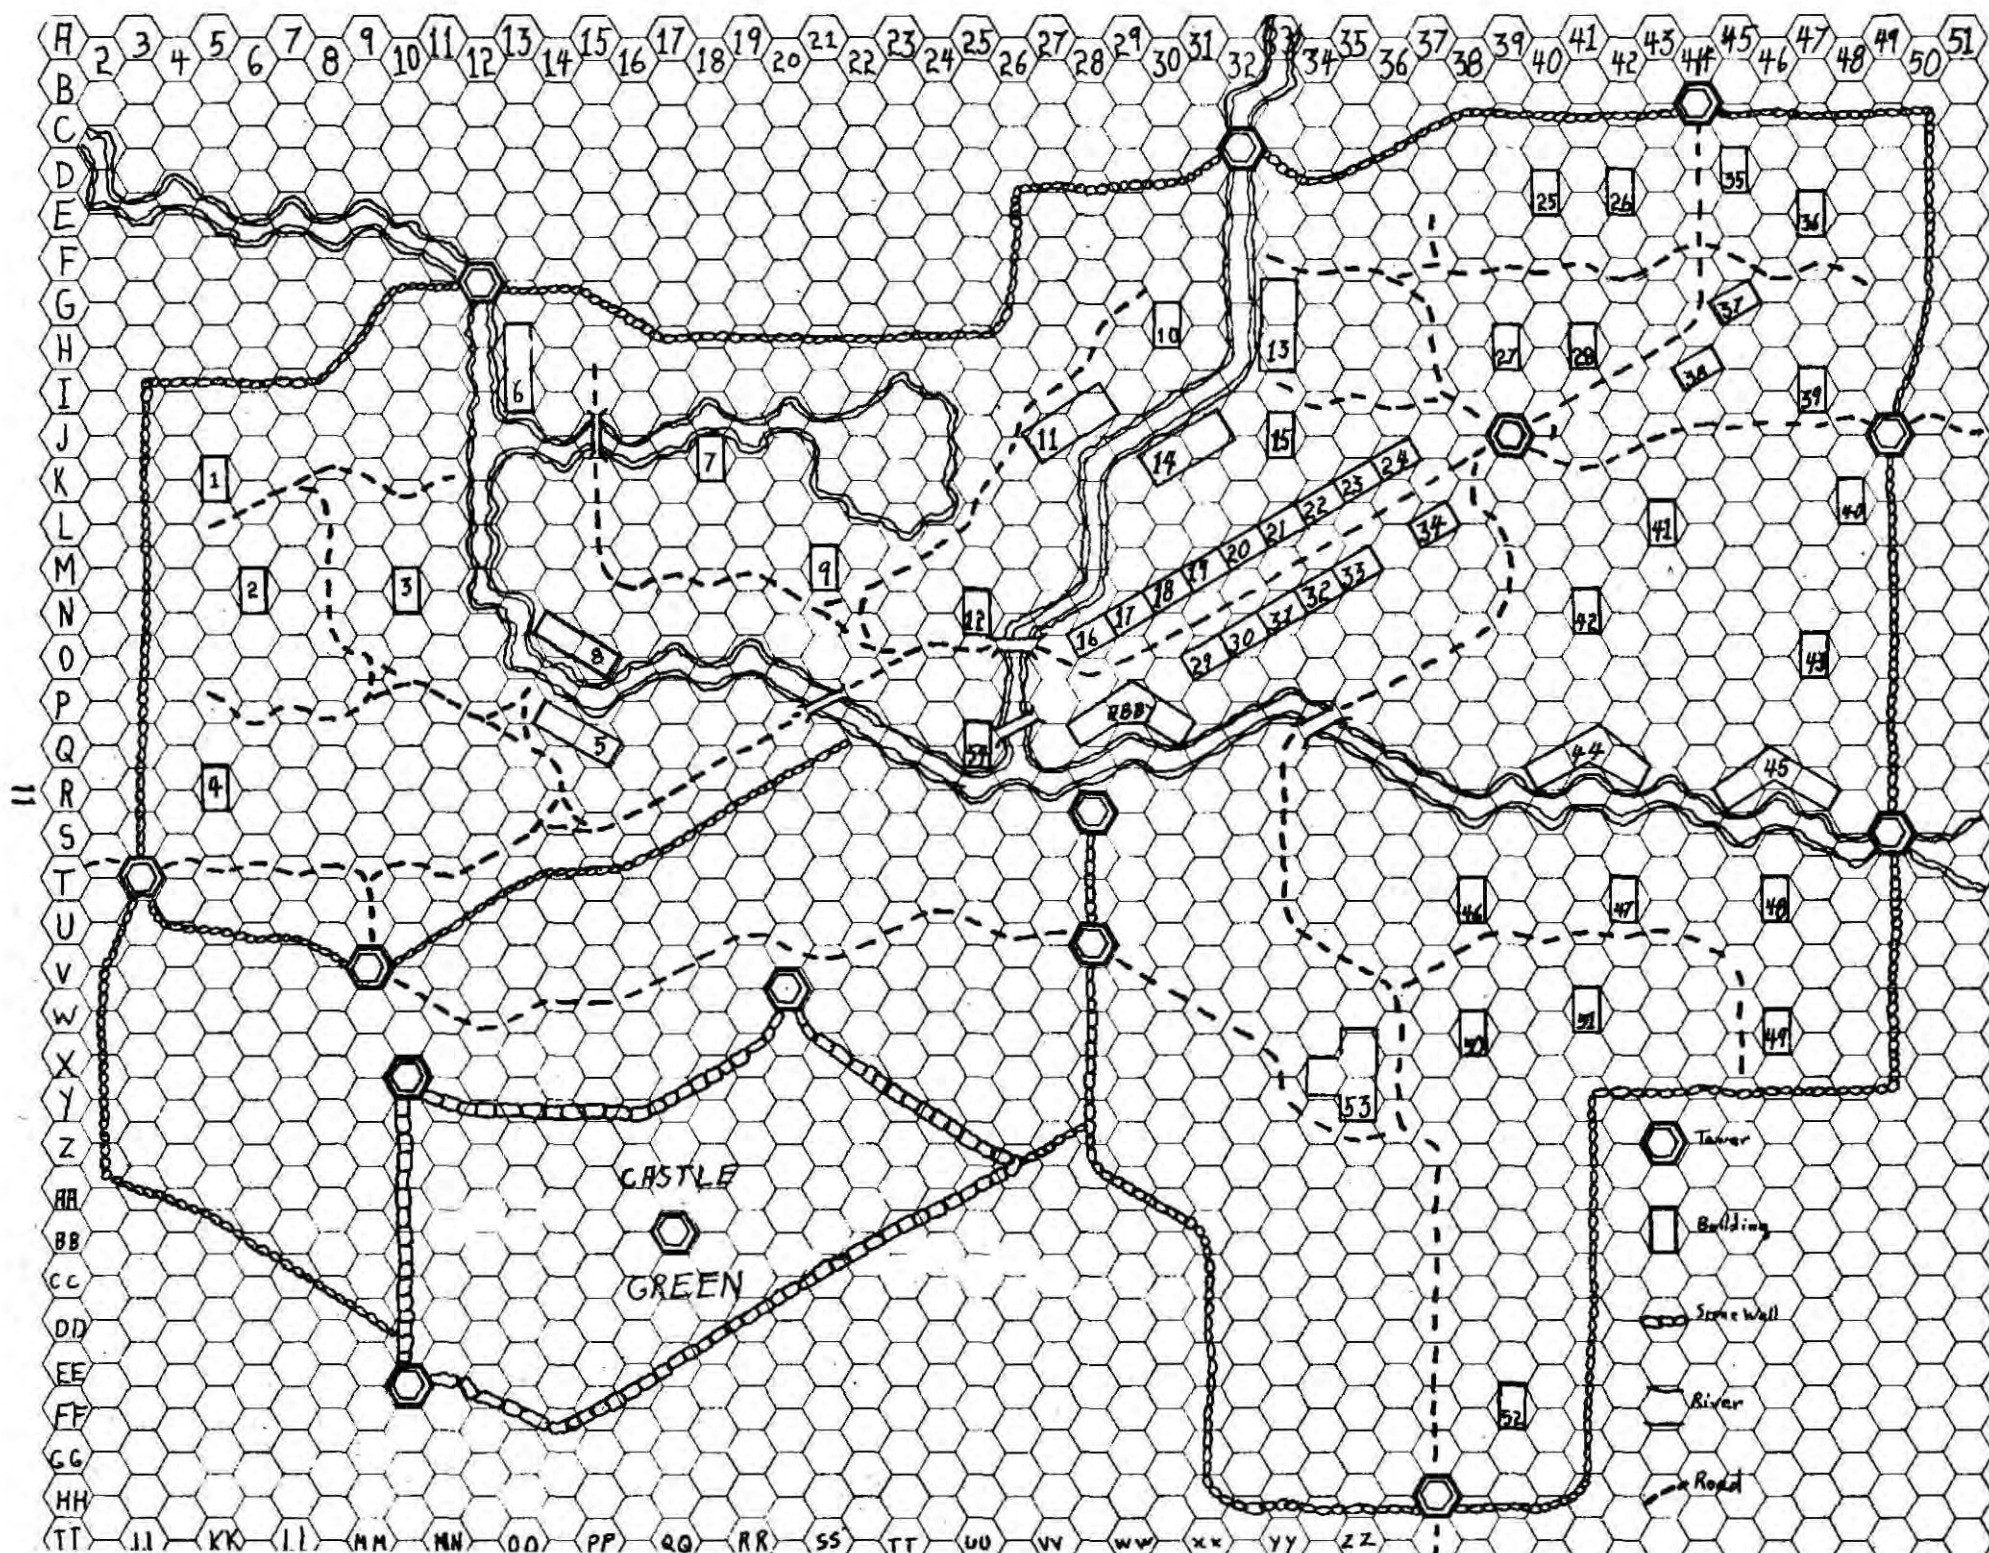 A 3 5 7 9 11 13 15 17 19 21 23 25 27 29 31 33 35 37 39 41 43 45 47 49 51
2 4 6 8 10 12 14 16 18 20 22 24 26 28 30 32 34 36 38 40 42 44 46 48 50
B
C
D 35
25 26
E 36
F
G 37
10
H 13 27 28
38
I 6 39
J 11 15
7 14 24
K 1 23
22 40
L 21 34 41
20
M 9 19 33
2 3 18 32
N 12 17 31 42
16 30
O 8 29 43
P BB
5 44
Q 45
R 4
S
T
U 46 47 48
V
W 51
50 49
X
Y 53
Tower
Z
CASTLE
AA
Building
BB
CC GREEN
DD Stone Wall
EE
FF 52 River
GG
HH Road
TT JJ KK LL MM NN OO PP QQ RR SS TT UU VV WW XX YY ZZ